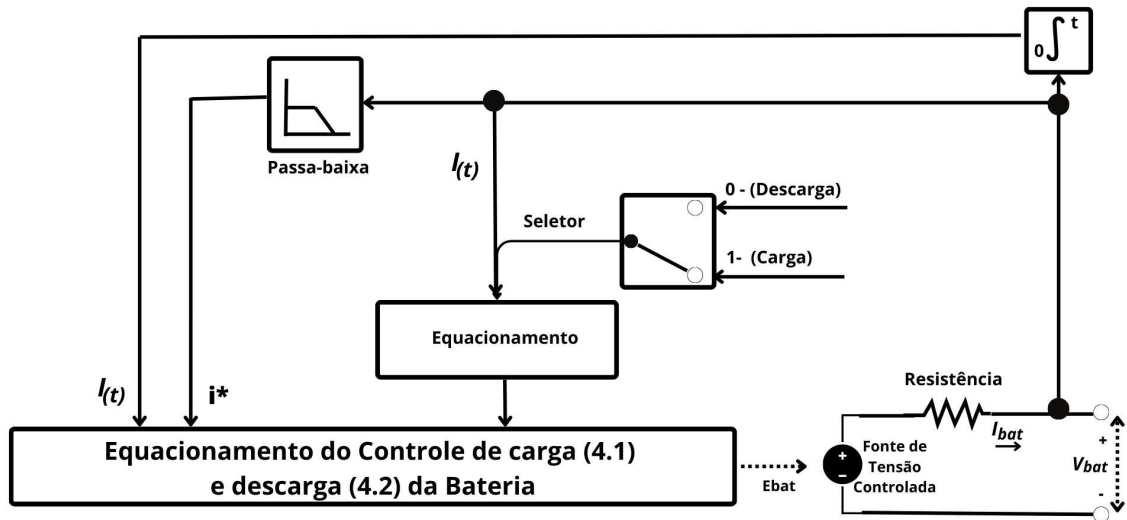 0 ∫ t
Passa-baixa
I(t)
0 - (Descarga)
Seletor
1- (Carga)
Equacionamento
I(t)
i*
Resistência
Ibat
+
Equacionamento do Controle de carga (4.1)
e descarga (4.2) da Bateria
Ebat
+
−
Fonte de
Tensão
Controlada
Vbat
-